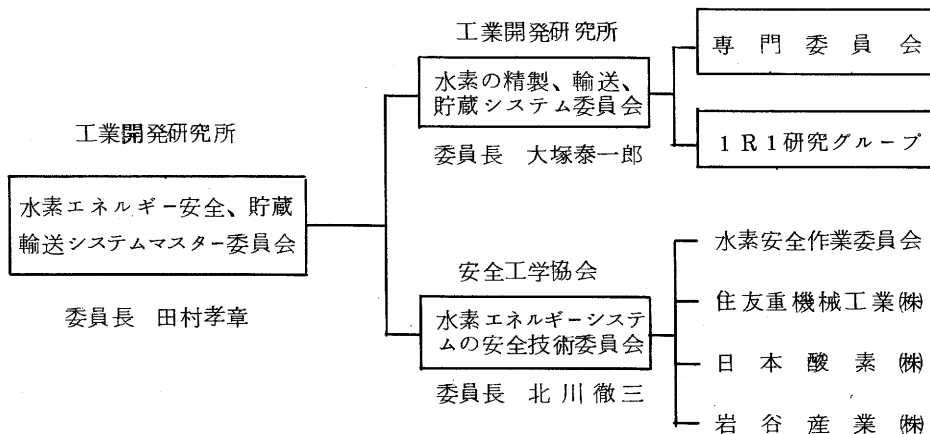 工業開発研究所
水素エネルギー安全、貯蔵
輸送システムマスター委員会
委員長 田村孝章
工業開発研究所
水素の精製、輸送、
貯蔵システム委員会
委員長 大塚泰一郎
専門委員会
1R1研究グループ
安全工学協会
水素エネルギーシステ
ムの安全技術委員会
委員長 北川徹三
水素安全作業委員会
住友重機械工業㈱
日本酸素㈱
岩谷産業㈱